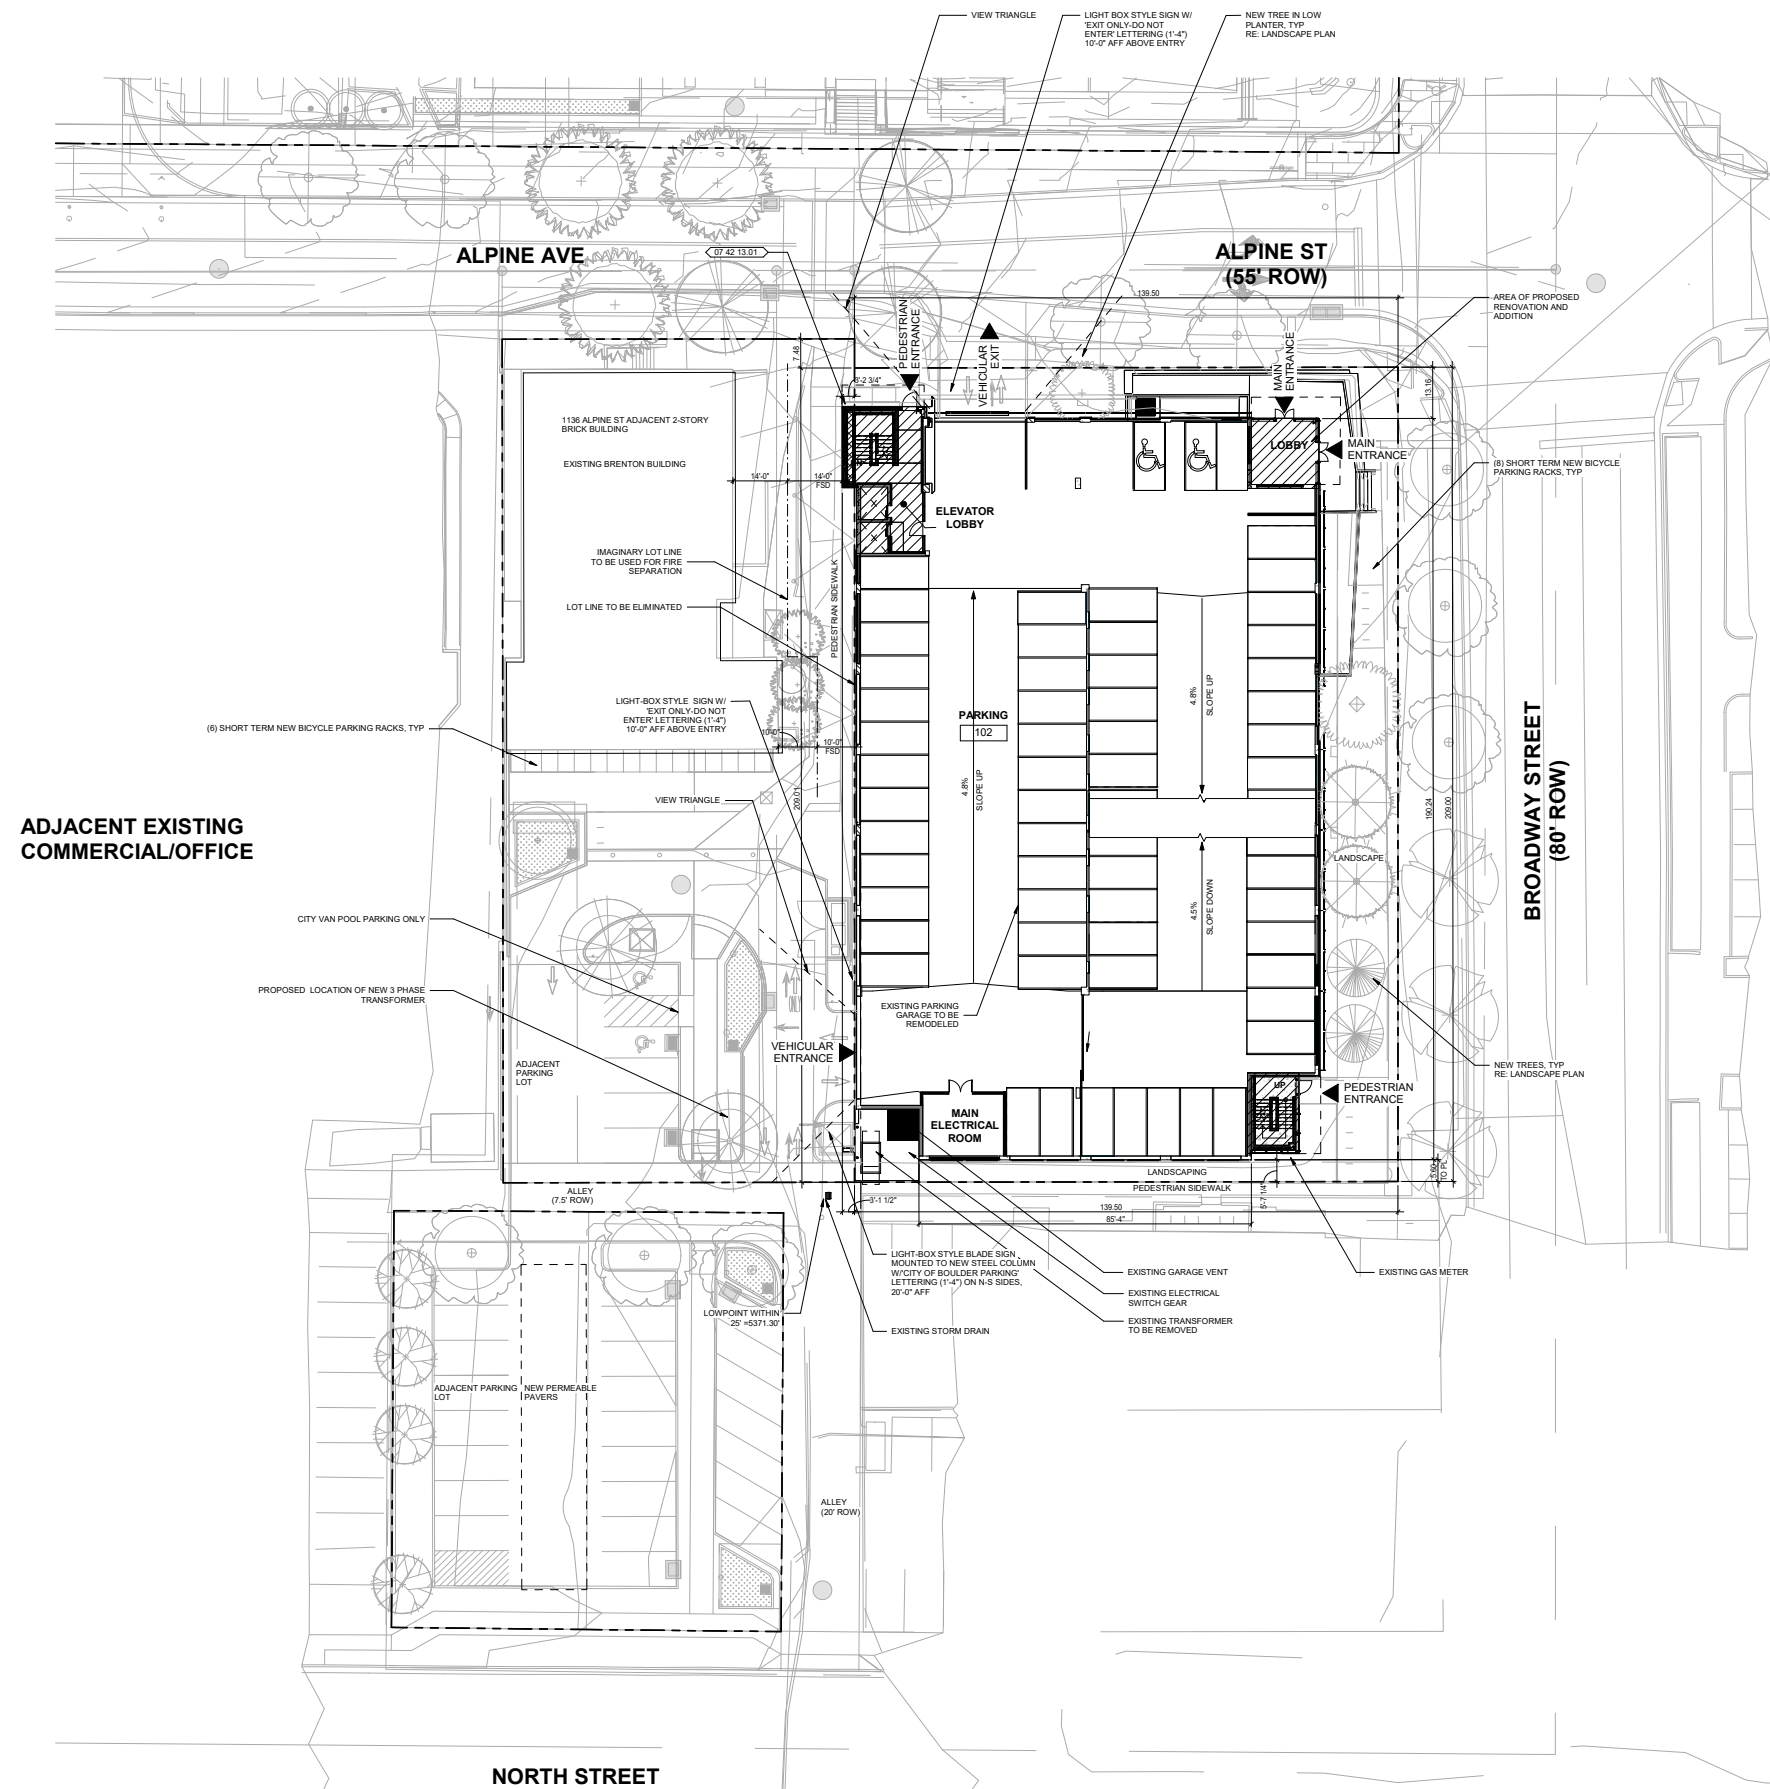 VIEW TRIANGLE
LIGHT BOX STYLE SIGN W/
'EXIT ONLY-DO NOT
ENTER' LETTERING (1'-4")
10'-0" AFF ABOVE ENTRY
NEW TREE IN LOW
PLANTER, TYP
RE: LANDSCAPE PLAN
ALPINE AVE
07 42 13.01
ALPINE ST
(55' ROW)
139.50
AREA OF PROPOSED
RENOVATION AND
ADDITION
PEDESTRIAN
ENTRANCE
VEHICULAR
EXIT
MAIN
ENTRANCE
7.48
3'-2 3/4"
13.16
1136 ALPINE ST ADJACENT 2-STORY
BRICK BUILDING
EXISTING BRENTON BUILDING
LOBBY
MAIN
ENTRANCE
(8) SHORT TERM NEW BICYCLE
PARKING RACKS, TYP
14'-0"
14'-0"
FSD
ELEVATOR
LOBBY
IMAGINARY LOT LINE
TO BE USED FOR FIRE
SEPARATION
LOT LINE TO BE ELIMINATED
PEDESTRIAN SIDEWALK
LIGHT-BOX STYLE SIGN W/
'EXIT ONLY-DO NOT
ENTER' LETTERING (1'-4")
10'-0" AFF ABOVE ENTRY
(6) SHORT TERM NEW BICYCLE PARKING RACKS, TYP
10'-0"
10'-0"
FSD
PARKING
102
4.8%
SLOPE UP
4.8%
SLOPE UP
VIEW TRIANGLE
209.01
190.24
209.00
BROADWAY STREET
(80' ROW)
ADJACENT EXISTING
COMMERCIAL/OFFICE
LANDSCAPE
4.5%
SLOPE DOWN
CITY VAN POOL PARKING ONLY
PROPOSED LOCATION OF NEW 3 PHASE
TRANSFORMER
EXISTING PARKING
GARAGE TO BE
REMODELED
VEHICULAR
ENTRANCE
ADJACENT
PARKING
LOT
NEW TREES, TYP
RE: LANDSCAPE PLAN
UP
PEDESTRIAN
ENTRANCE
MAIN
ELECTRICAL
ROOM
LANDSCAPING
PEDESTRIAN SIDEWALK
5.60
TO PL
ALLEY
(7.5' ROW)
3'-1 1/2"
5'-7 1/4"
139.50
85'-4"
LIGHT-BOX STYLE BLADE SIGN
MOUNTED TO NEW STEEL COLUMN
W/'CITY OF BOULDER PARKING'
LETTERING (1'-4") ON N-S SIDES,
20'-0" AFF
EXISTING GARAGE VENT
EXISTING GAS METER
EXISTING ELECTRICAL
SWITCH GEAR
LOWPOINT WITHIN
25' =5371.30'
EXISTING TRANSFORMER
TO BE REMOVED
EXISTING STORM DRAIN
ADJACENT PARKING
LOT
NEW PERMEABLE
PAVERS
ALLEY
(20' ROW)
NORTH STREET